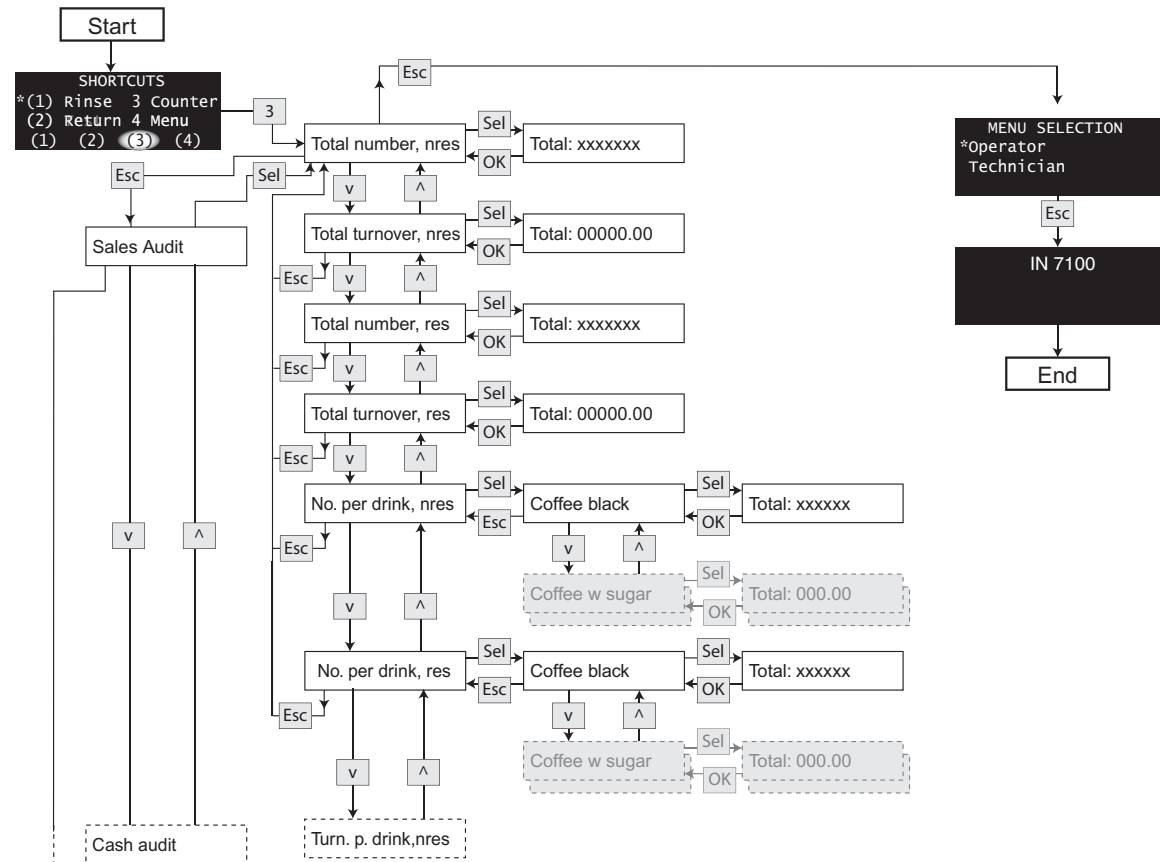 Start
SHORTCUTS
*(1) Rinse 3 Counter
(2) Return 4 Menu
(1) (2) (3) (4)
3
Esc
MENU SELECTION
*Operator
Technician
Esc
IN 7100
End
Total number, nres
Sel
OK
Total: xxxxxxx
Esc
Sel
v
^
Sales Audit
Total turnover, nres
Sel
OK
Total: 00000.00
Esc
v
^
Total number, res
Sel
OK
Total: xxxxxxx
Esc
v
^
Total turnover, res
Sel
OK
Total: 00000.00
Esc
v
^
No. per drink, nres
Sel
Esc
Coffee black
Sel
OK
Total: xxxxxx
v
^
Esc
v
^
Coffee w sugar
Sel
OK
Total: 000.00
v
^
No. per drink, res
Sel
Esc
Coffee black
Sel
OK
Total: xxxxxx
Esc
v
^
Coffee w sugar
Sel
OK
Total: 000.00
v
^
Cash audit
Turn. p. drink,nres